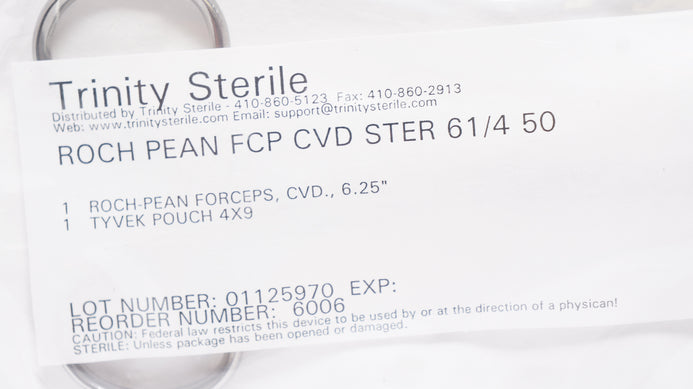 Trinity Sterile
Distributed by Trinity Sterile - 410-860-5123 Fax: 410-860-2913
Web: www.trinitysterile.com Email: support@trinitysterile.com
ROCH PEAN FCP CVD STER 61/4 50
1 ROCH-PEAN FORCEPS, CVD., 6.25"
1 TYVEK POUCH 4X9
LOT NUMBER: 01125970 EXP:
REORDER NUMBER: 6006
CAUTION: Federal law restricts this device to be used by or at the direction of a physican!
STERILE: Unless package has been opened or damaged.